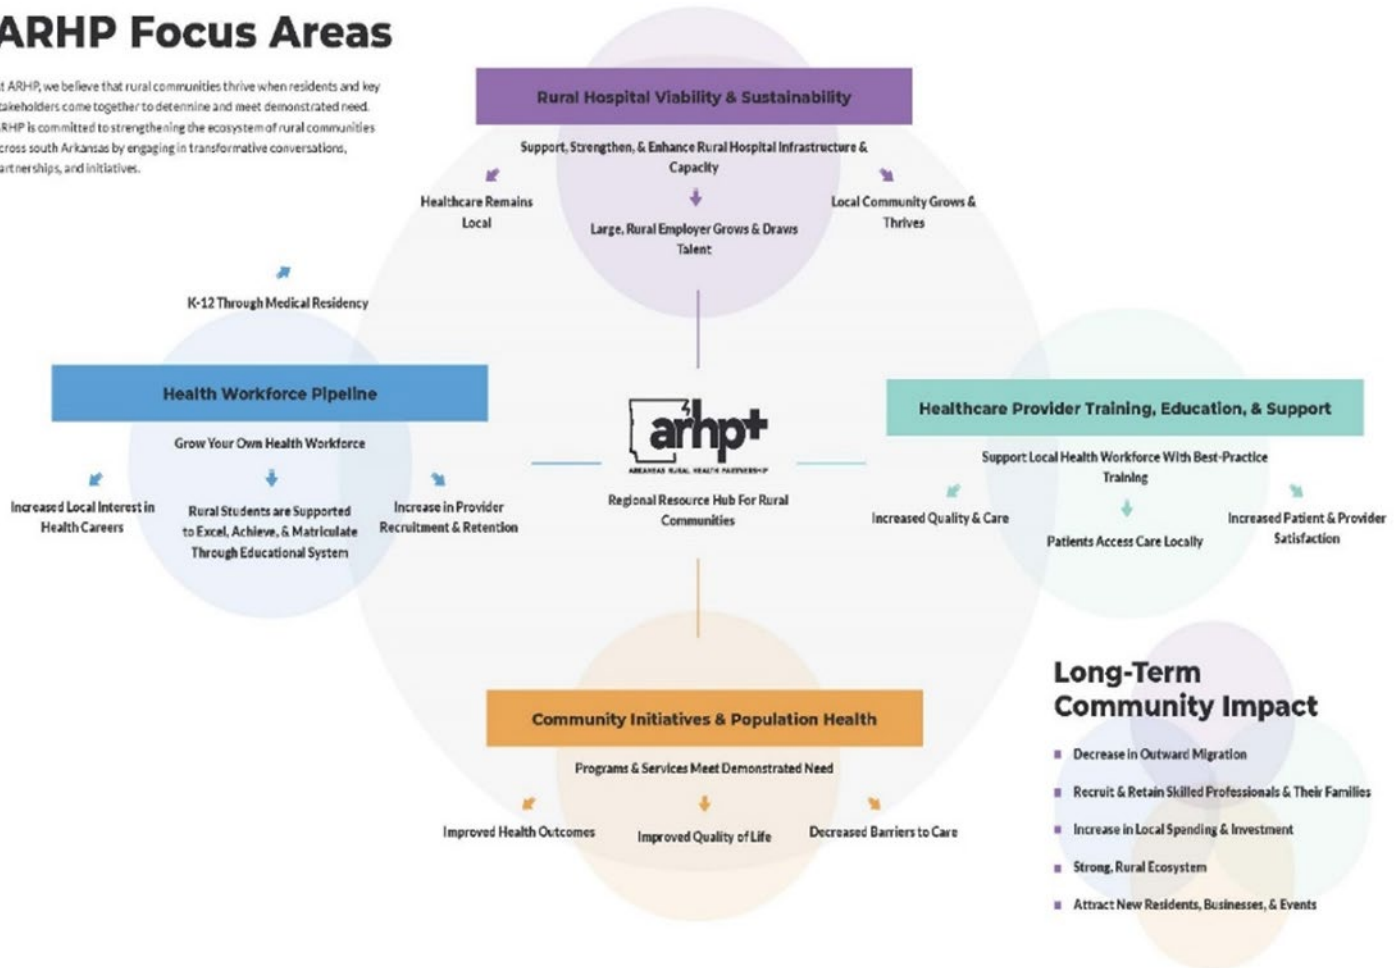 ARHP Focus Areas
t ARHP, we believe that rural communities thrive when residents and key
takeholders come together to determine and meet demonstrated need.
RHP is committed to strengthening the ecosystem of rural communities
cross south Arkansas by engaging in transformative conversations,
artnerships, and initiatives.
Rural Hospital Viability & Sustainability
Support, Strengthen, & Enhance Rural Hospital Infrastructure &
Capacity
Healthcare Remains
Local
Large, Rural Employer Grows & Draws
Talent
Local Community Grows &
Thrives
K-12 Through Medical Residency
Health Workforce Pipeline
Grow Your Own Health Workforce
Increased Local Interest in
Health Careers
Rural Students are Supported
to Excel, Achieve, & Matriculate
Through Educational System
Increase in Provider
Recruitment & Retention
arhp+
ARKANSAS RURAL HEALTH PARTNERSHIP
Regional Resource Hub For Rural
Communities
Healthcare Provider Training, Education, & Support
Support Local Health Workforce With Best-Practice
Training
Increased Quality & Care
Patients Access Care Locally
Increased Patient & Provider
Satisfaction
Community Initiatives & Population Health
Programs & Services Meet Demonstrated Need
Improved Health Outcomes
Improved Quality of Life
Decreased Barriers to Care
Long-Term
Community Impact
Decrease in Outward Migration
Recruit & Retain Skilled Professionals & Their Families
Increase in Local Spending & Investment
Strong, Rural Ecosystem
Attract New Residents, Businesses, & Events